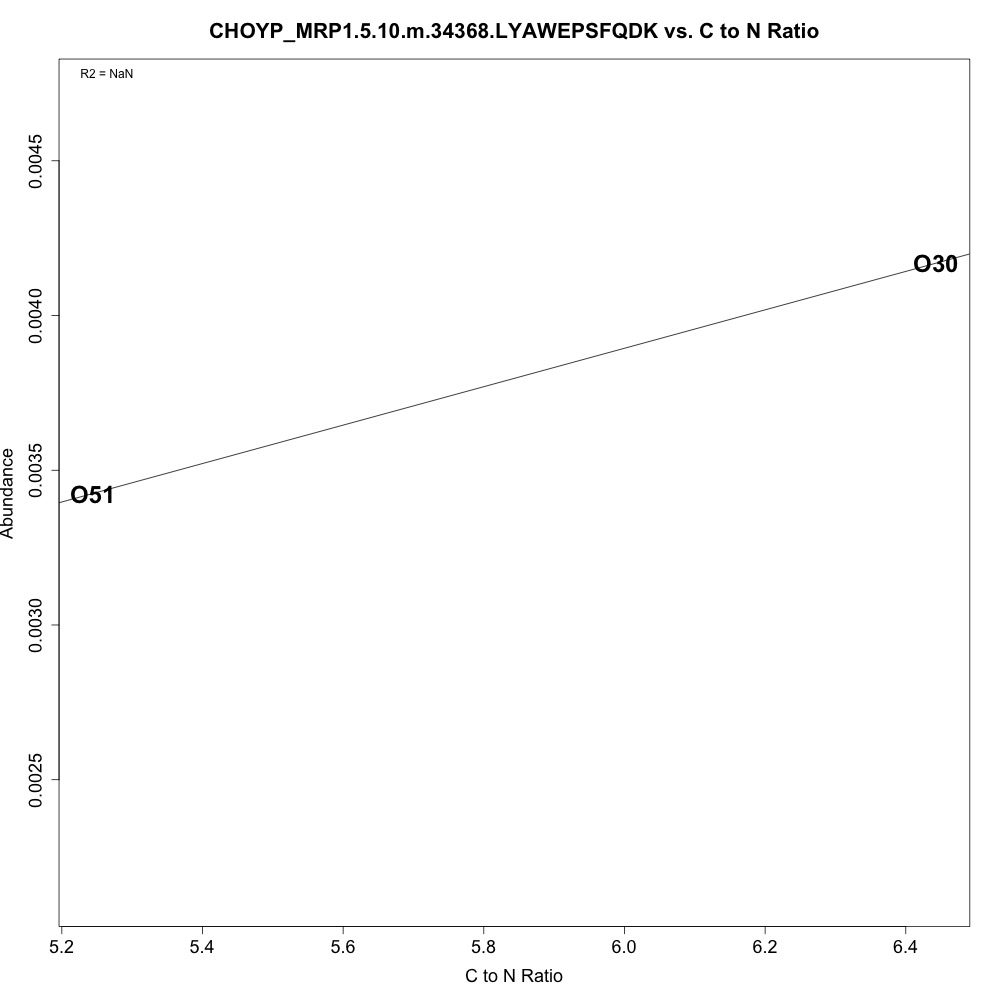 CHOYP_MRP1.5.10.m.34368.LYAWEPSFQDK vs. C to N Ratio
R2 = NaN
0.0045
0.0040
0.0035
0.0030
0.0025
Abundance
O30
O51
5.2 5.4 5.6 5.8 6.0 6.2 6.4
C to N Ratio